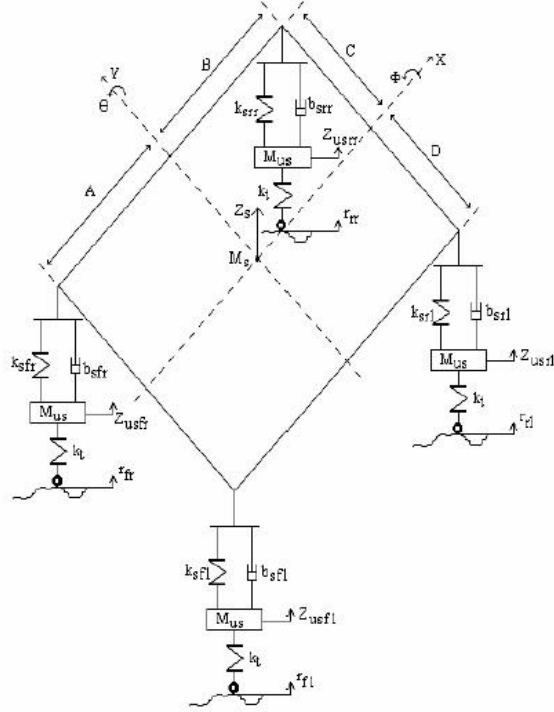 B
C
Y
θ
Φ
X
k_srr
b_srr
Z_usrr
M_us
D
A
k_t
Z_s
r_rr
M_s
k_srl
b_srl
k_sfr
b_sfr
M_us
Z_usrl
M_us
Z_usfr
k_t
k_t
r_rl
r_fr
k_sfl
b_sfl
M_us
Z_usfl
k_t
r_fl